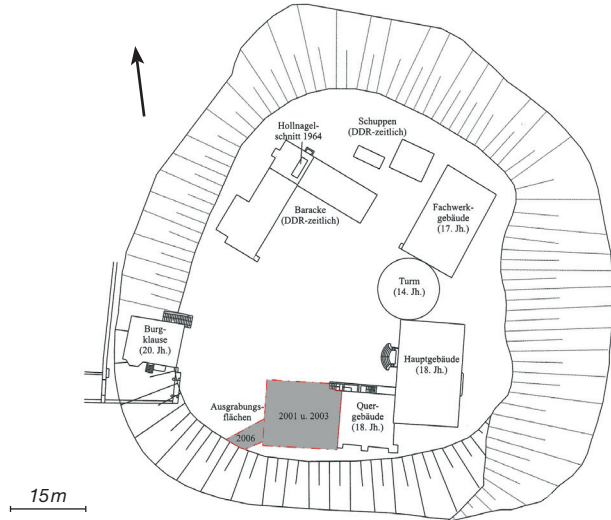 Hollnagel-
schnitt 1964
Schuppen
(DDR-zeitlich)
Baracke
(DDR-zeitlich)
Fachwerk-
gebäude
(17. Jh.)
Turm
(14. Jh.)
Burg-
klause
(20. Jh.)
Hauptgebäude
(18. Jh.)
Ausgrabungs-
flächen
2001 u. 2003
Quer-
gebäude
(18. Jh.)
2006
15m